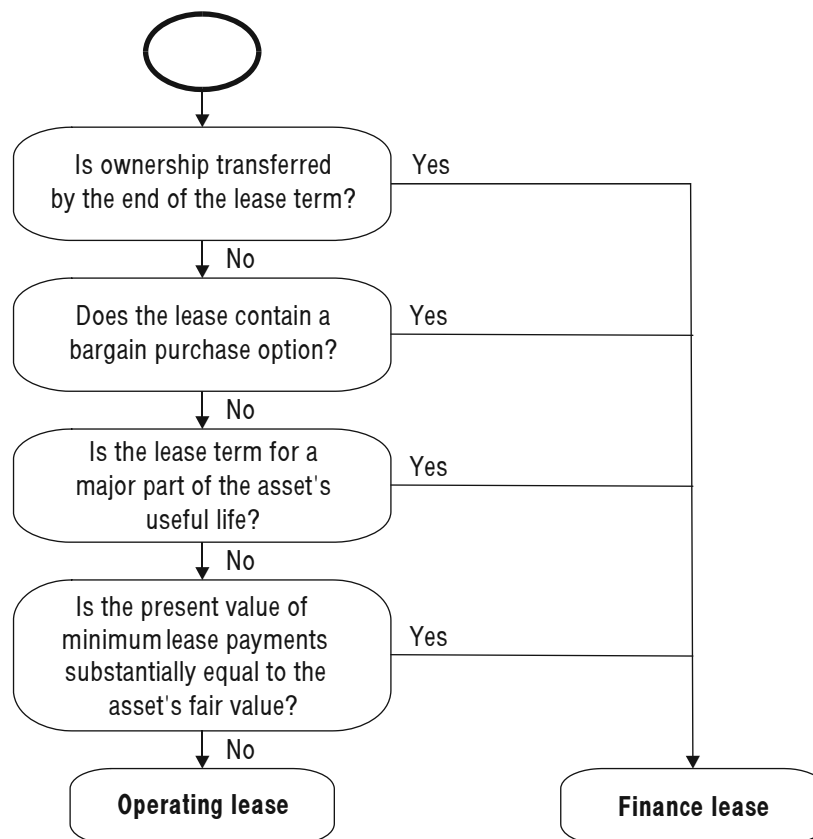 Is ownership transferred
by the end of the lease term?
Yes
No
Does the lease contain a
bargain purchase option?
Yes
No
Is the lease term for a
major part of the asset's
useful life?
Yes
No
Is the present value of
minimum lease payments
substantially equal to the
asset's fair value?
Yes
No
Operating lease
Finance lease